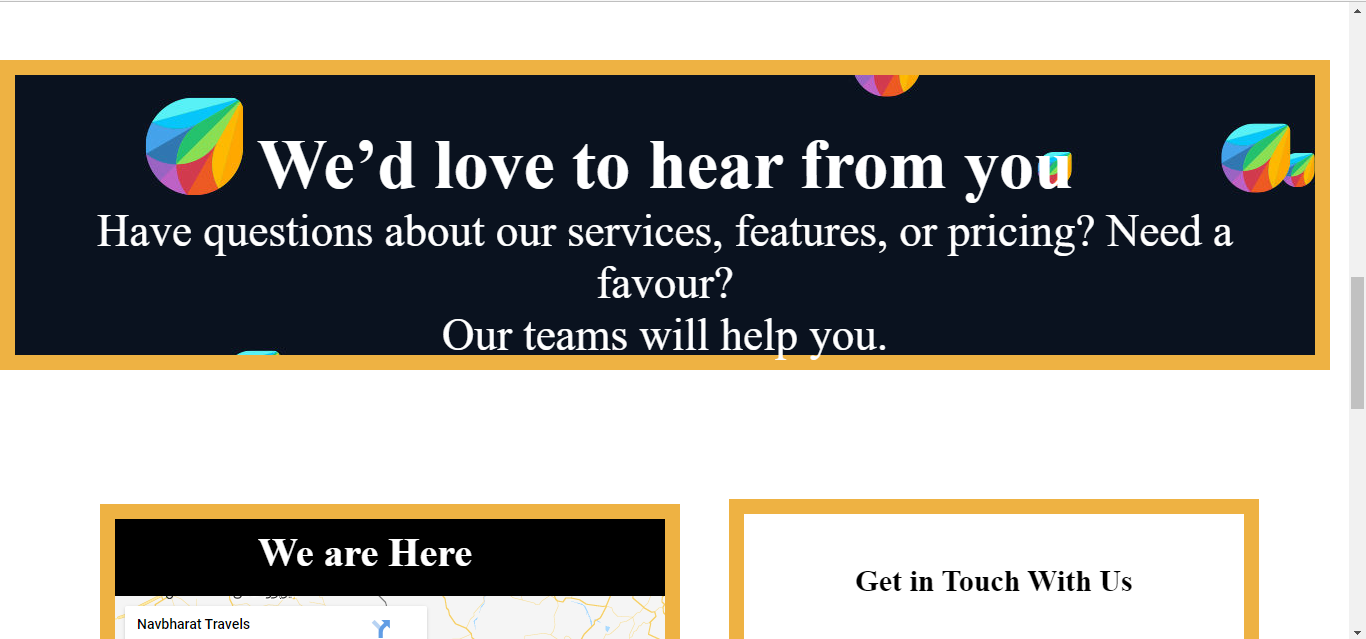 We’d love to hear from you
Have questions about our services, features, or pricing? Need a
favour?
Our teams will help you.
We are Here
Get in Touch With Us
Navbharat Travels